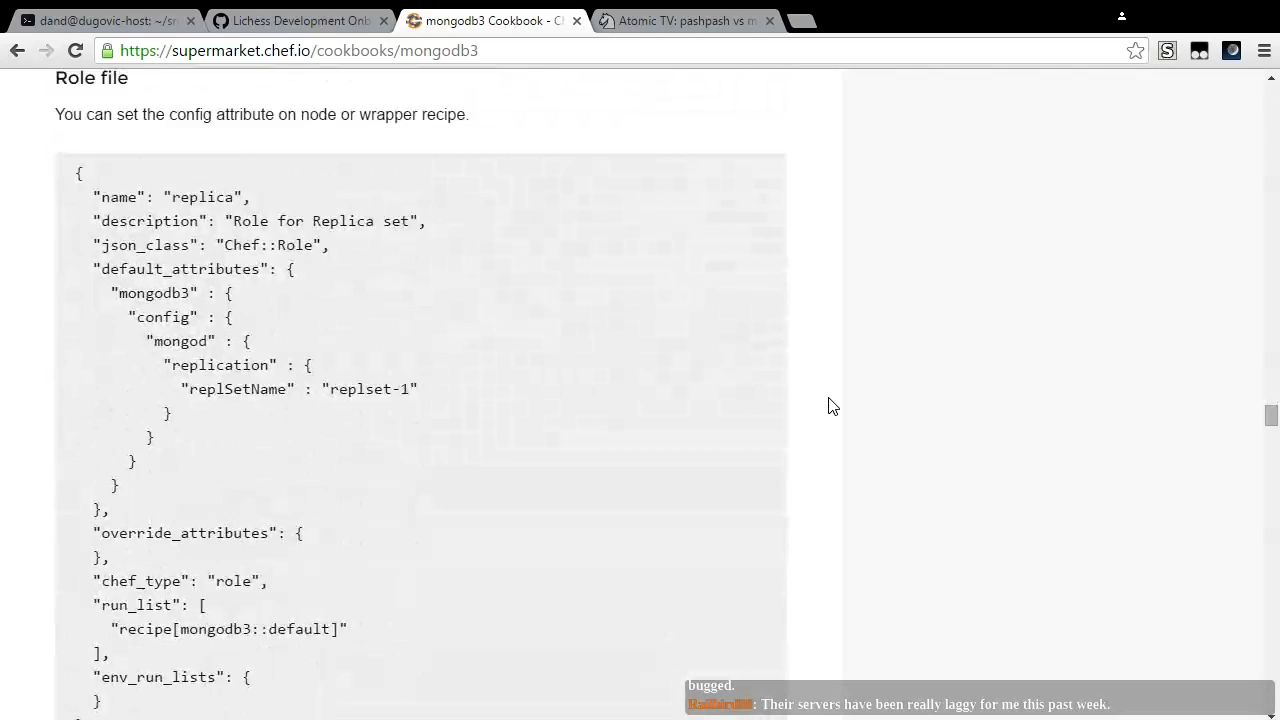 dand@dugovic-host: ~/sr
Lichess Development Onb
mongodb3 Cookbook - C
Atomic TV: pashpash vs m
https://supermarket.chef.io/cookbooks/mongodb3
Role file
You can set the config attribute on node or wrapper recipe.
{
"name": "replica",
"description": "Role for Replica set",
"json_class": "Chef::Role",
"default_attributes": {
"mongodb3" : {
"config" : {
"mongod" : {
"replication" : {
"replSetName" : "replset-1"
}
}
}
}
},
"override_attributes": {
},
"chef_type": "role",
"run_list": [
"recipe[mongodb3::default]"
],
"env_run_lists": {
}
bugged.
: Their servers have been really laggy for me this past week.